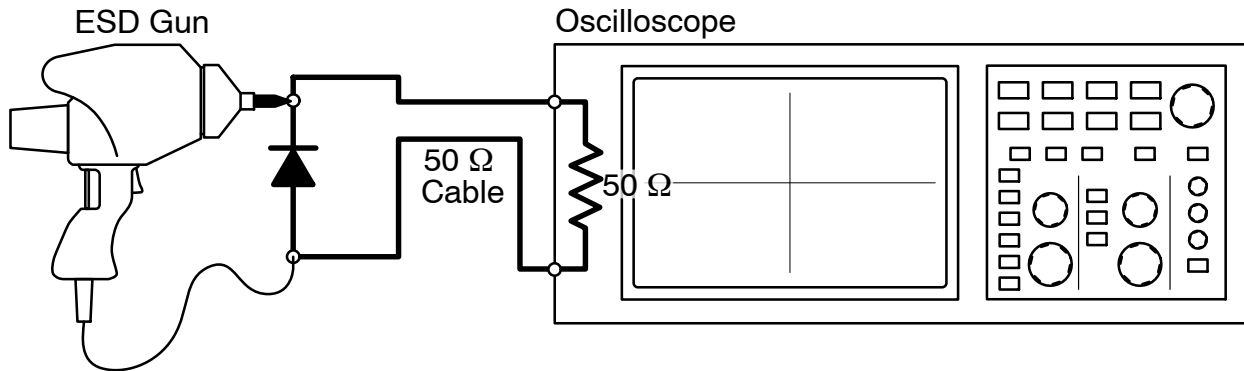 ESD Gun
Oscilloscope
50 Ω
Cable
50 Ω